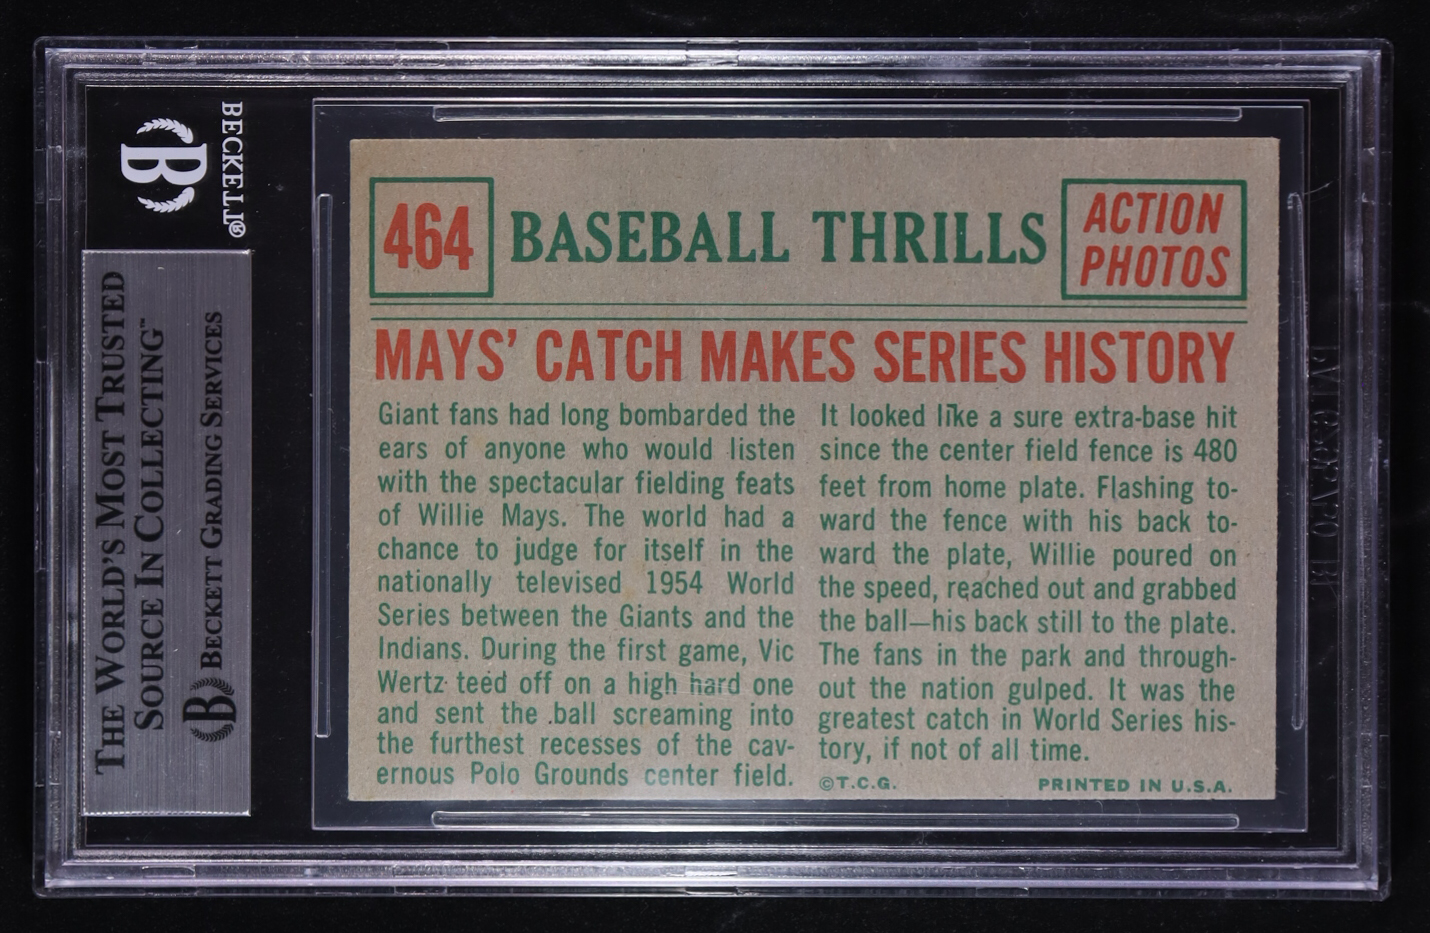 BECKETT®
B
THE WORLD'S MOST TRUSTED
SOURCE IN COLLECTING™
B BECKETT GRADING SERVICES
464
BASEBALL THRILLS
ACTION
PHOTOS
MAYS' CATCH MAKES SERIES HISTORY
Giant fans had long bombarded the
ears of anyone who would listen
with the spectacular fielding feats
of Willie Mays. The world had a
chance to judge for itself in the
nationally televised 1954 World
Series between the Giants and the
Indians. During the first game, Vic
Wertz teed off on a high hard one
and sent the ball screaming into
the furthest recesses of the cav-
ernous Polo Grounds center field.
It looked like a sure extra-base hit
since the center field fence is 480
feet from home plate. Flashing to-
ward the fence with his back to-
ward the plate, Willie poured on
the speed, reached out and grabbed
the ball—his back still to the plate.
The fans in the park and through-
out the nation gulped. It was the
greatest catch in World Series his-
tory, if not of all time.
©T.C.G.
PRINTED IN U.S.A.